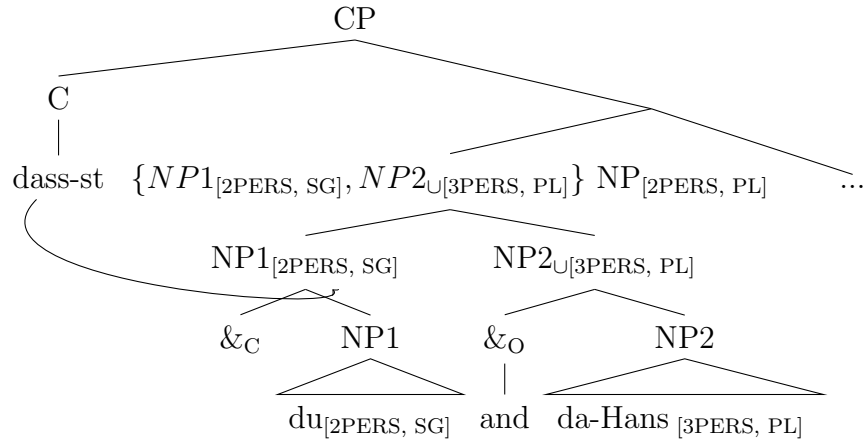 CP
C
dass-st {NP1[2PERS, SG], NP2∪[3PERS, PL]} NP[2PERS, PL] ...
NP1[2PERS, SG] NP2∪[3PERS, PL]
&C NP1 &O NP2
du[2PERS, SG] and da-Hans [3PERS, PL]